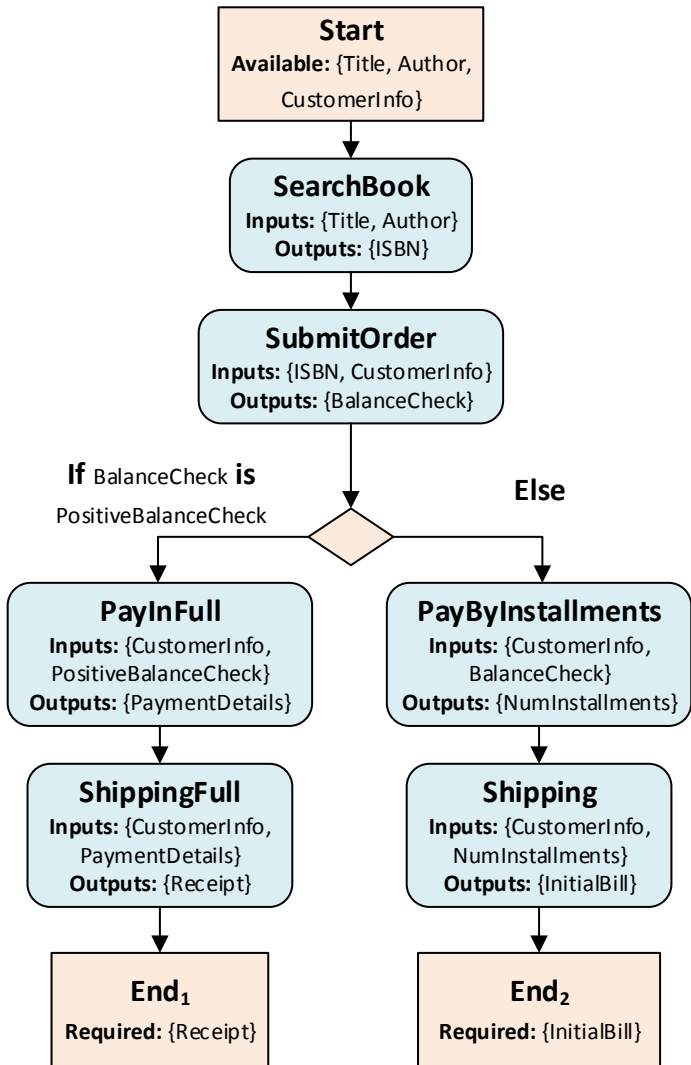 Start
Available: {Title, Author,
CustomerInfo}
SearchBook
Inputs: {Title, Author}
Outputs: {ISBN}
SubmitOrder
Inputs: {ISBN, CustomerInfo}
Outputs: {BalanceCheck}
If BalanceCheck is
PositiveBalanceCheck
Else
PayInFull
Inputs: {CustomerInfo,
PositiveBalanceCheck}
Outputs: {PaymentDetails}
PayByInstallments
Inputs: {CustomerInfo,
BalanceCheck}
Outputs: {NumInstallments}
ShippingFull
Inputs: {CustomerInfo,
PaymentDetails}
Outputs: {Receipt}
Shipping
Inputs: {CustomerInfo,
NumInstallments}
Outputs: {InitialBill}
End₁
Required: {Receipt}
End₂
Required: {InitialBill}